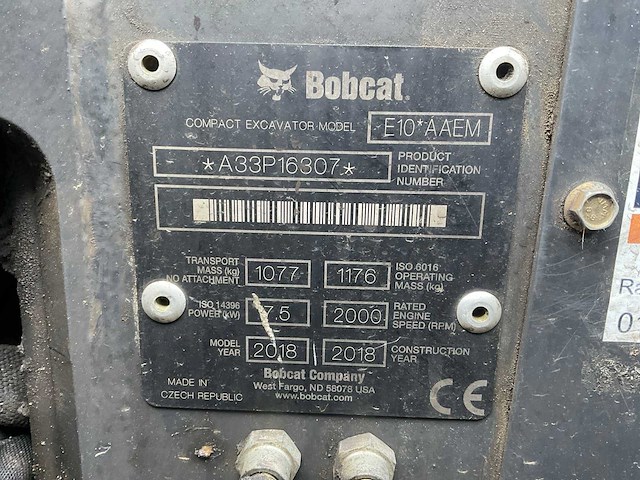 Bobcat.
COMPACT EXCAVATOR MODEL E10*AAEM
*A33P16307* PRODUCT IDENTIFICATION NUMBER
TRANSPORT MASS (kg) NO ATTACHMENT 1077 1176 ISO 6016 OPERATING MASS (kg)
ISO 14396 POWER (kW) 7.5 2000 RATED ENGINE SPEED (RPM)
MODEL YEAR 2018 2018 CONSTRUCTION YEAR
Bobcat Company
West Fargo, ND 58078 USA
www.bobcat.com
MADE IN
CZECH REPUBLIC
CE
Ra
01